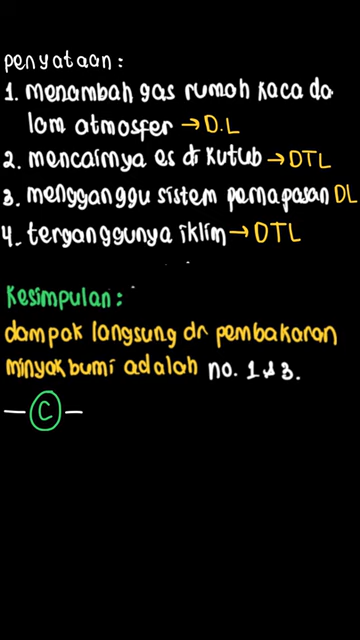 penyataan :
1. menambah gas rumah kaca da
lam atmosfer → D.L
2. mencairnya es di kutub → DTL
3. mengganggu sistem pernapasan DL
4. terganggunya iklim → DTL
Kesimpulan :
dampak langsung dr pembakaran
minyak bumi adalah no. 1 & 3.
— C —